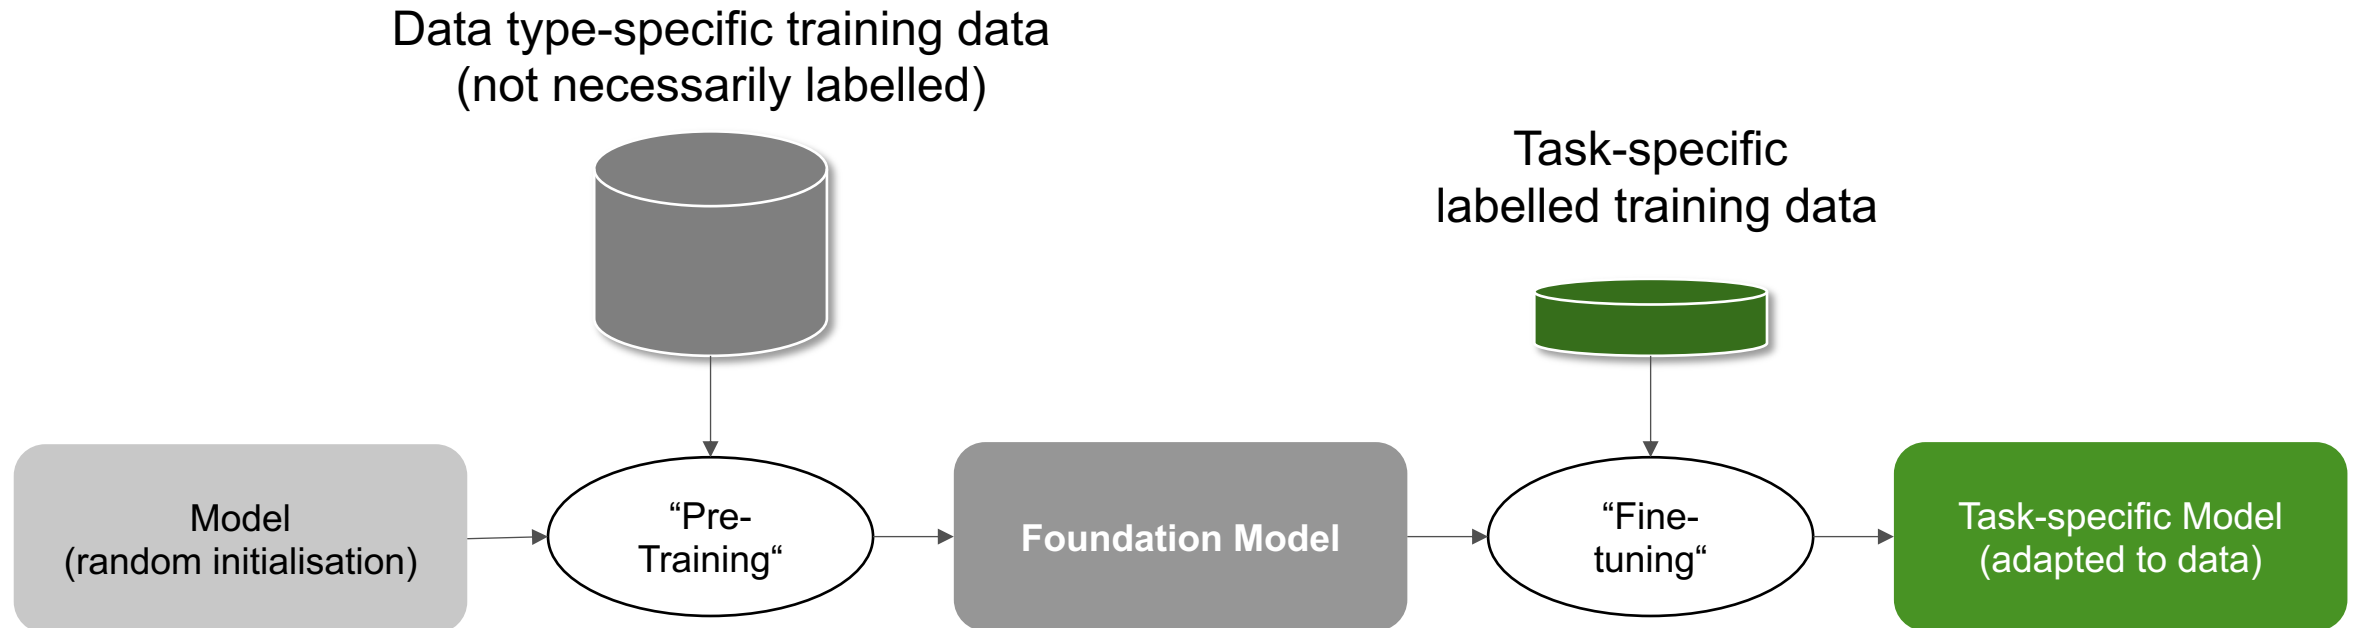 Data type-specific training data
(not necessarily labelled)
Task-specific
labelled training data
Model
(random initialisation)
“Pre-
Training“
Foundation Model
“Fine-
tuning“
Task-specific Model
(adapted to data)